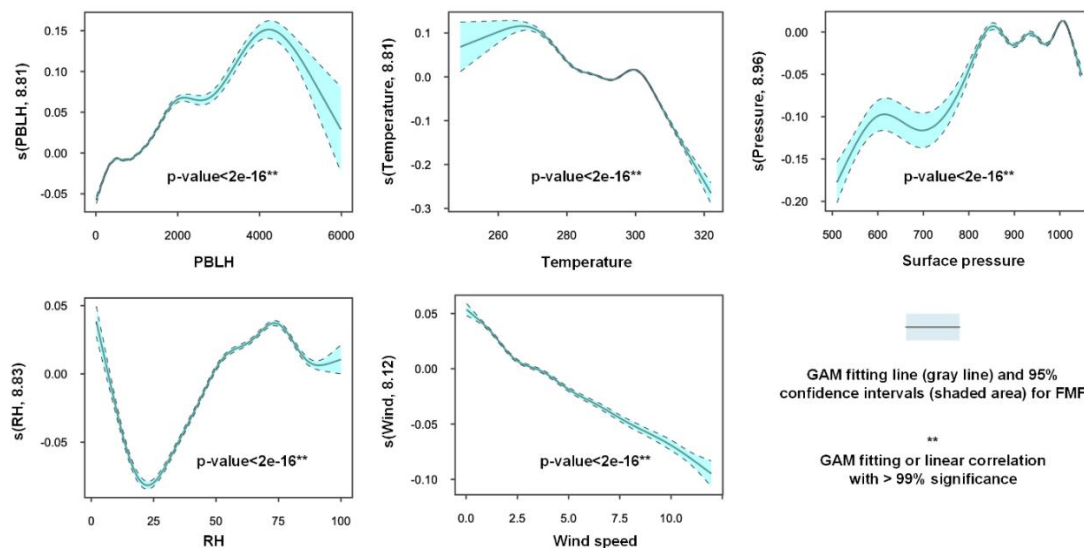 s(PBLH, 8.81)
0.15
0.10
0.05
0.00
-0.05
p-value<2e-16**
0
2000
4000
6000
PBLH
s(Temperature, 8.81)
0.1
0.0
-0.1
-0.2
-0.3
p-value<2e-16**
260
280
300
320
Temperature
s(Pressure, 8.96)
0.00
-0.05
-0.10
-0.15
-0.20
p-value<2e-16**
500
600
700
800
900
1000
Surface pressure
s(RH, 8.83)
0.05
0.00
-0.05
p-value<2e-16**
0
25
50
75
100
RH
s(Wind, 8.12)
0.05
0.00
-0.05
-0.10
p-value<2e-16**
0.0
2.5
5.0
7.5
10.0
Wind speed
GAM fitting line (gray line) and 95%
confidence intervals (shaded area) for FMF
**
GAM fitting or linear correlation
with > 99% significance